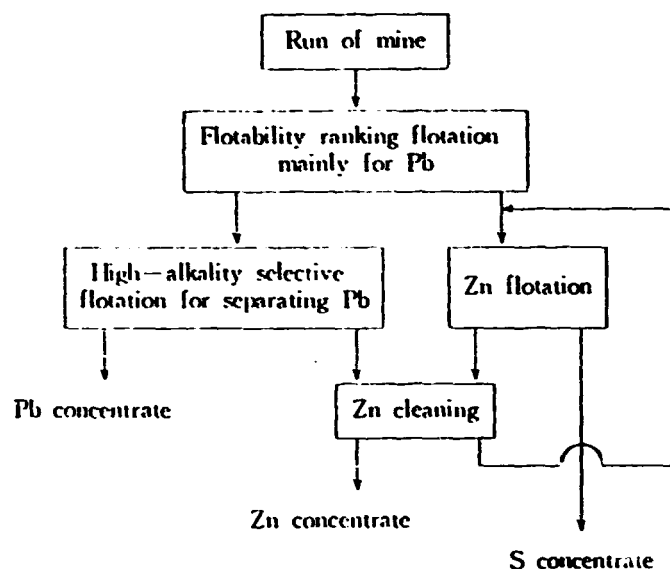 Run of mine
Flotability ranking flotation
mainly for Pb
High-alkality selective
flotation for separating Pb
Zn flotation
Pb concentrate
Zn cleaning
Zn concentrate
S concentrate